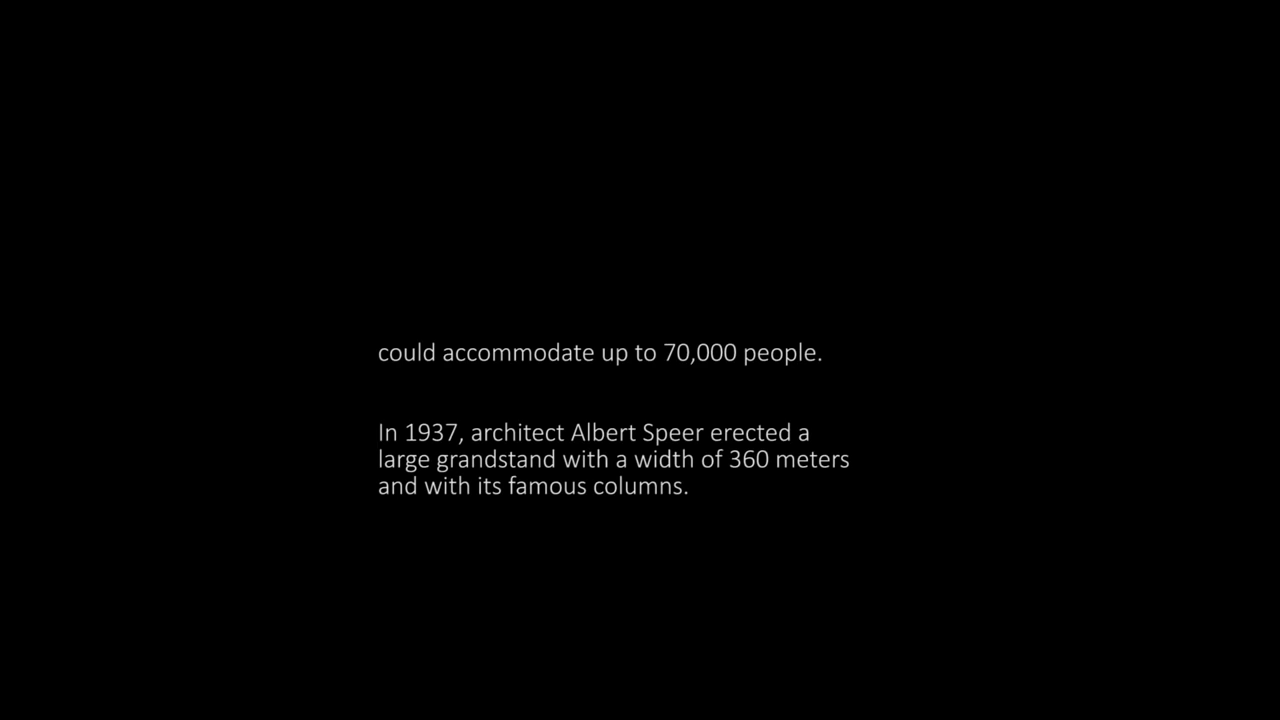 could accommodate up to 70,000 people.
In 1937, architect Albert Speer erected a
large grandstand with a width of 360 meters
and with its famous columns.